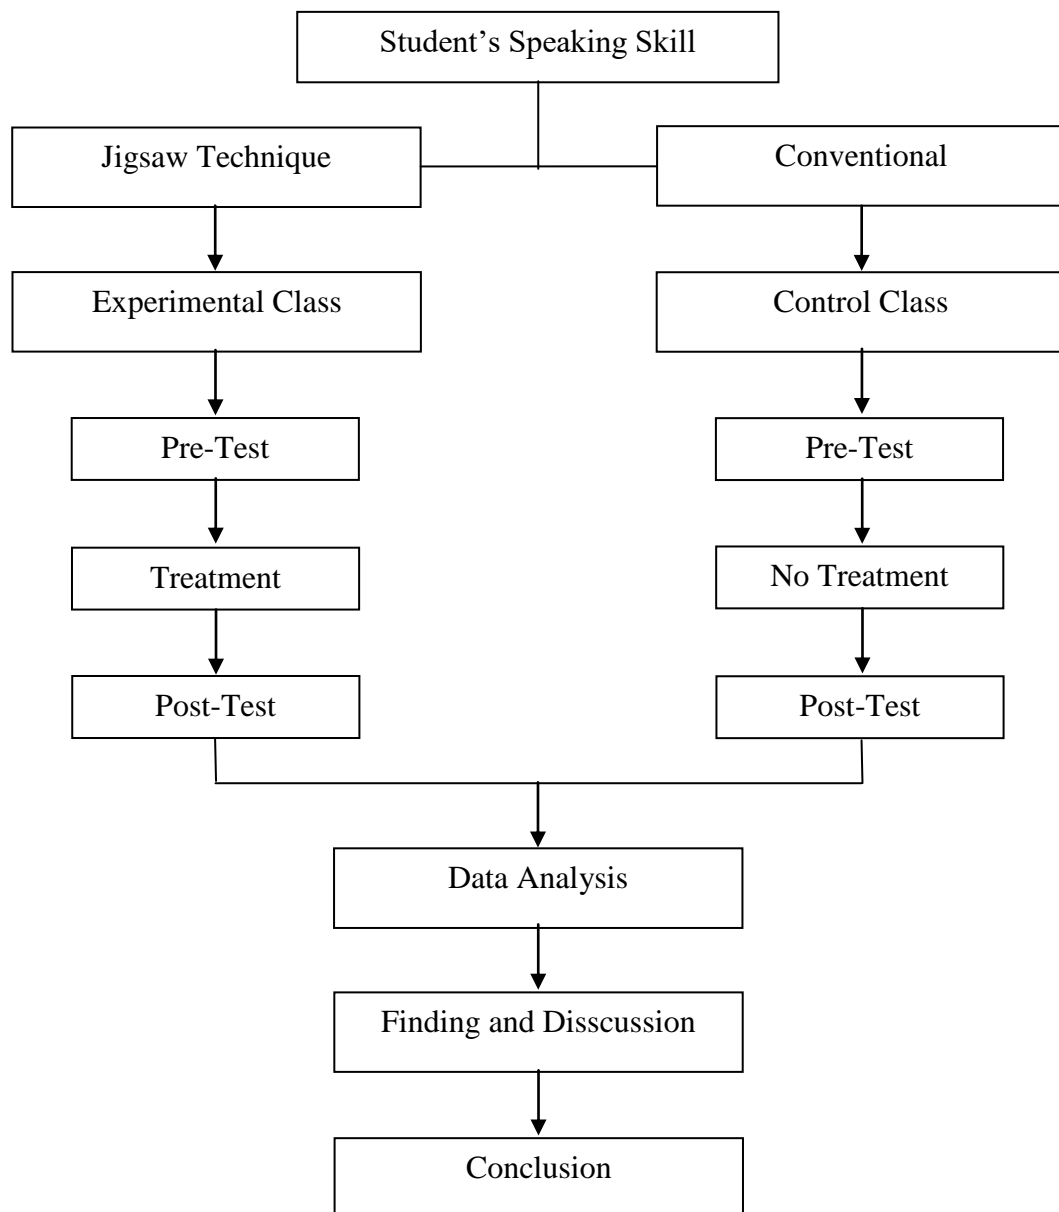 Student’s Speaking Skill
Jigsaw Technique
Conventional
Experimental Class
Control Class
Pre-Test
Pre-Test
Treatment
No Treatment
Post-Test
Post-Test
Data Analysis
Finding and Disscussion
Conclusion